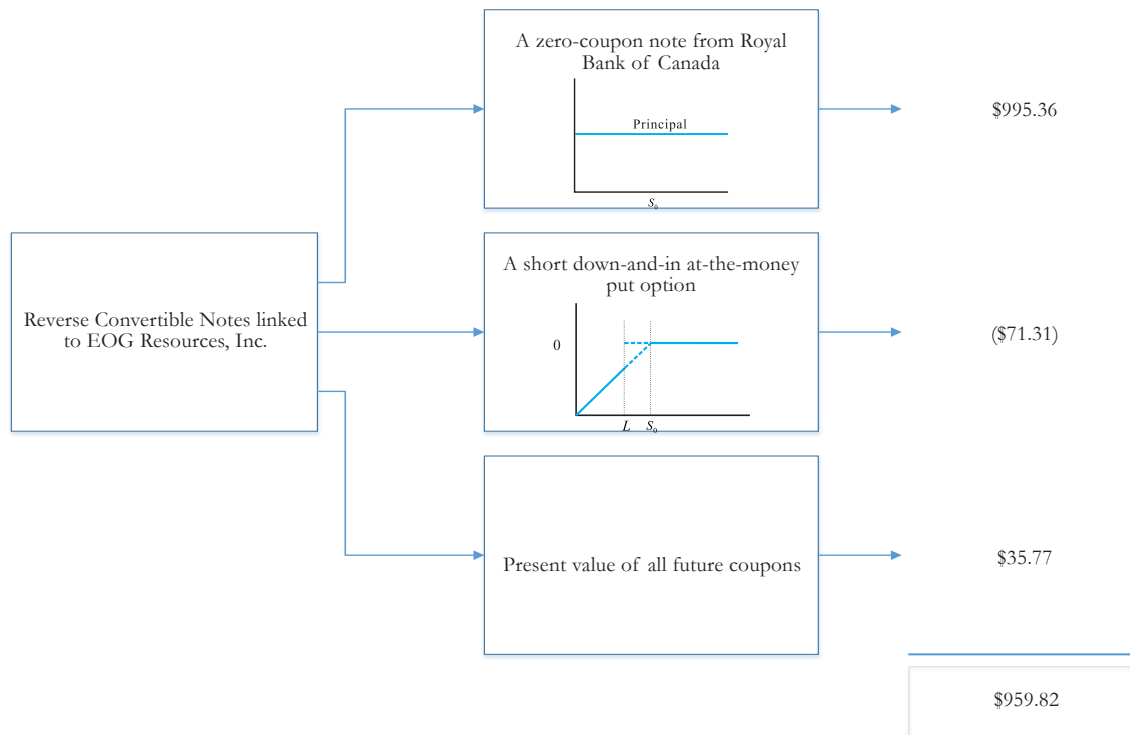 A zero-coupon note from Royal
Bank of Canada
Principal
S₀
$995.36
Reverse Convertible Notes linked
to EOG Resources, Inc.
A short down-and-in at-the-money
put option
0
L S₀
($71.31)
Present value of all future coupons
$35.77
$959.82